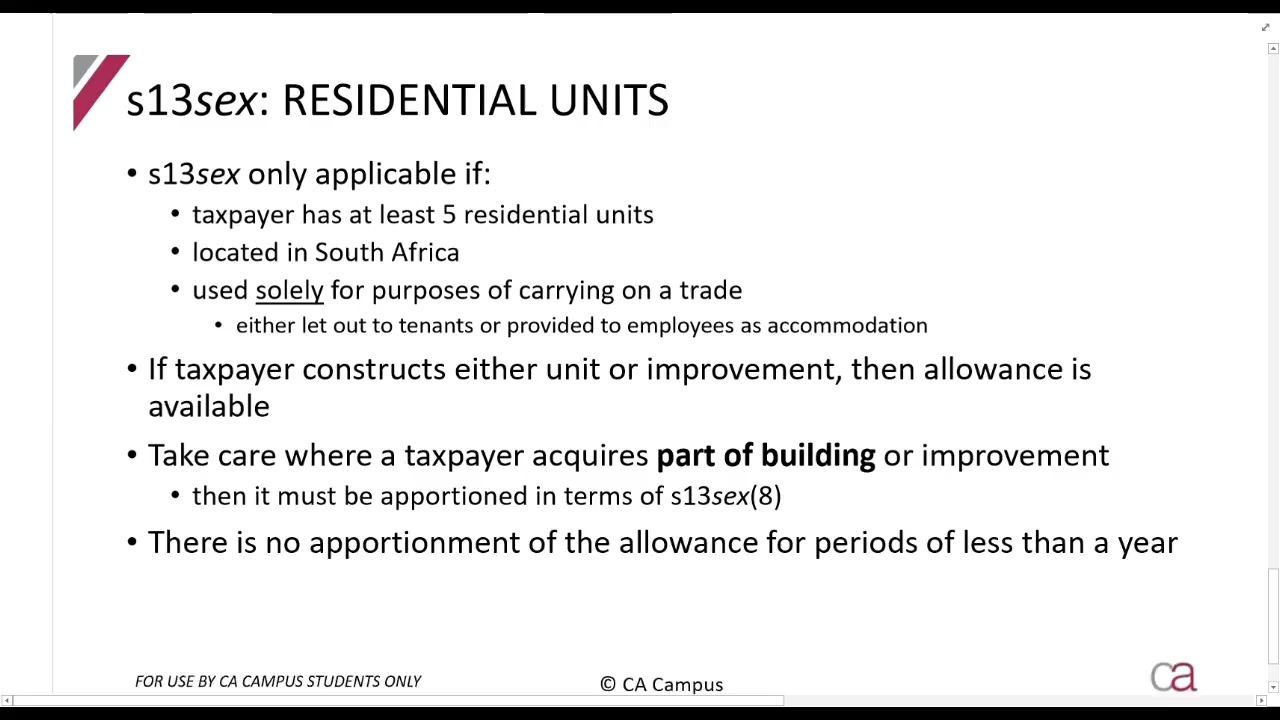 s13sex: RESIDENTIAL UNITS
• s13sex only applicable if:
• taxpayer has at least 5 residential units
• located in South Africa
• used solely for purposes of carrying on a trade
• either let out to tenants or provided to employees as accommodation
• If taxpayer constructs either unit or improvement, then allowance is
available
• Take care where a taxpayer acquires part of building or improvement
• then it must be apportioned in terms of s13sex(8)
• There is no apportionment of the allowance for periods of less than a year
FOR USE BY CA CAMPUS STUDENTS ONLY
© CA Campus
ca